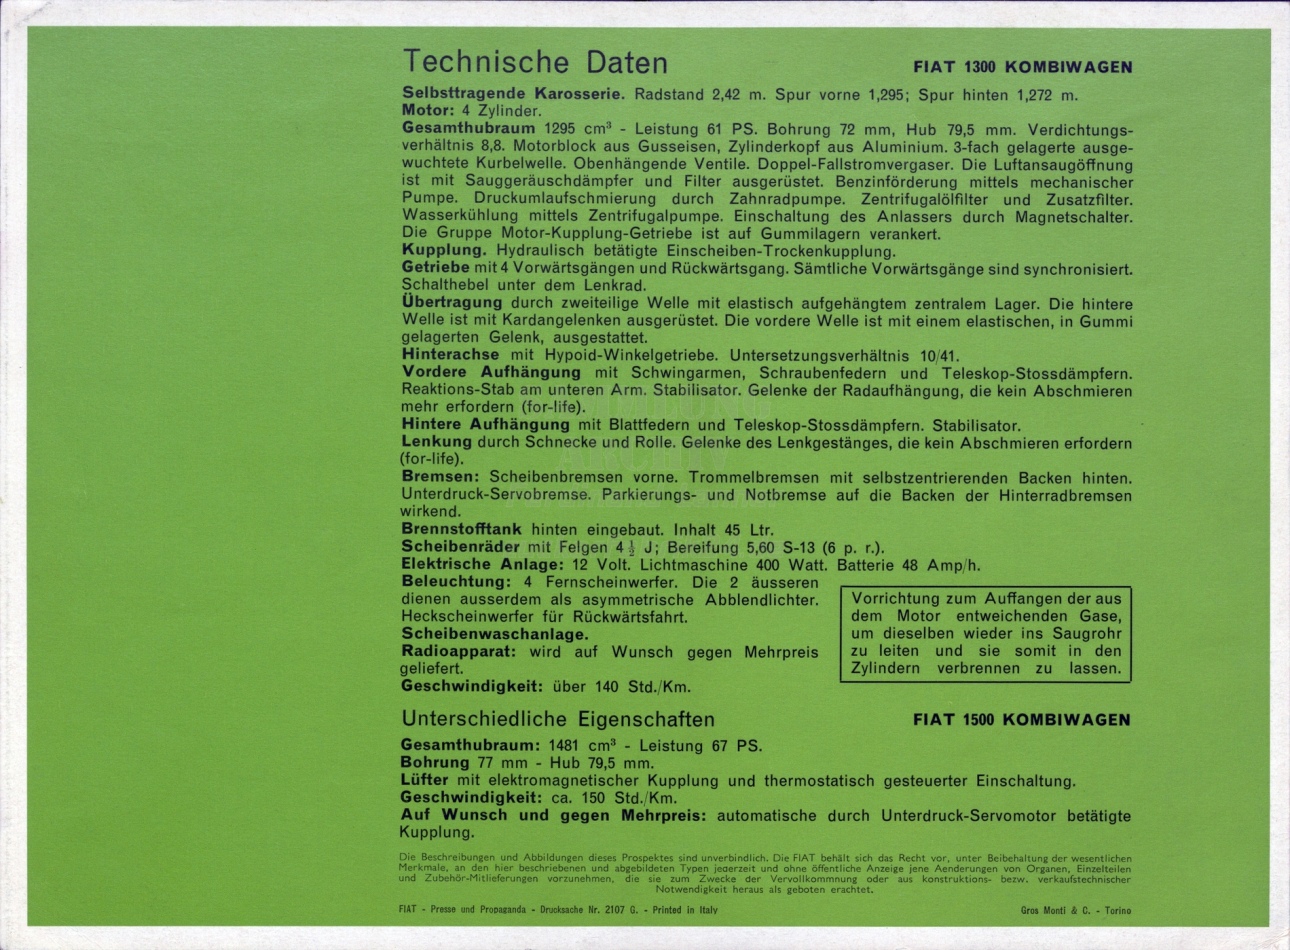 Technische Daten
FIAT 1300 KOMBIWAGEN
Selbsttragende Karosserie. Radstand 2,42 m. Spur vorne 1,295; Spur hinten 1,272 m.
Motor: 4 Zylinder.
Gesamthubraum 1295 cm³ - Leistung 61 PS. Bohrung 72 mm, Hub 79,5 mm. Verdichtungs-
verhältnis 8,8. Motorblock aus Gusseisen, Zylinderkopf aus Aluminium. 3-fach gelagerte ausge-
wuchtete Kurbelwelle. Obenhängende Ventile. Doppel-Fallstromvergaser. Die Luftansaugöffnung
ist mit Sauggeräuschdämpfer und Filter ausgerüstet. Benzinförderung mittels mechanischer
Pumpe. Druckumlaufschmierung durch Zahnradpumpe. Zentrifugalölfilter und Zusatzfilter.
Wasserkühlung mittels Zentrifugalpumpe. Einschaltung des Anlassers durch Magnetschalter.
Die Gruppe Motor-Kupplung-Getriebe ist auf Gummilagern verankert.
Kupplung. Hydraulisch betätigte Einscheiben-Trockenkupplung.
Getriebe mit 4 Vorwärtsgängen und Rückwärtsgang. Sämtliche Vorwärtsgänge sind synchronisiert.
Schalthebel unter dem Lenkrad.
Übertragung durch zweiteilige Welle mit elastisch aufgehängtem zentralem Lager. Die hintere
Welle ist mit Kardangelenken ausgerüstet. Die vordere Welle ist mit einem elastischen, in Gummi
gelagerten Gelenk, ausgestattet.
Hinterachse mit Hypoid-Winkelgetriebe. Untersetzungsverhältnis 10/41.
Vordere Aufhängung mit Schwingarmen, Schraubenfedern und Teleskop-Stossdämpfern.
Reaktions-Stab am unteren Arm. Stabilisator. Gelenke der Radaufhängung, die kein Abschmieren
mehr erfordern (for-life).
Hintere Aufhängung mit Blattfedern und Teleskop-Stossdämpfern. Stabilisator.
Lenkung durch Schnecke und Rolle. Gelenke des Lenkgestänges, die kein Abschmieren erfordern
(for-life).
Bremsen: Scheibenbremsen vorne. Trommelbremsen mit selbstzentrierenden Backen hinten.
Unterdruck-Servobremse. Parkierungs- und Notbremse auf die Backen der Hinterradbremsen
wirkend.
Brennstofftank hinten eingebaut. Inhalt 45 Ltr.
Scheibenräder mit Felgen 4 ½ J; Bereifung 5,60 S-13 (6 p. r.).
Elektrische Anlage: 12 Volt. Lichtmaschine 400 Watt. Batterie 48 Amp/h.
Beleuchtung: 4 Fernscheinwerfer. Die 2 äusseren
dienen ausserdem als asymmetrische Abblendlichter.
Heckscheinwerfer für Rückwärtsfahrt.
Scheibenwaschanlage.
Radioapparat: wird auf Wunsch gegen Mehrpreis
geliefert.
Geschwindigkeit: über 140 Std./Km.
Vorrichtung zum Auffangen der aus
dem Motor entweichenden Gase,
um dieselben wieder ins Saugrohr
zu leiten und sie somit in den
Zylindern verbrennen zu lassen.
Unterschiedliche Eigenschaften
FIAT 1500 KOMBIWAGEN
Gesamthubraum: 1481 cm³ - Leistung 67 PS.
Bohrung 77 mm - Hub 79,5 mm.
Lüfter mit elektromagnetischer Kupplung und thermostatisch gesteuerter Einschaltung.
Geschwindigkeit: ca. 150 Std./Km.
Auf Wunsch und gegen Mehrpreis: automatische durch Unterdruck-Servomotor betätigte
Kupplung.
Die Beschreibungen und Abbildungen dieses Prospektes sind unverbindlich. Die FIAT behält sich das Recht vor, unter Beibehaltung der wesentlichen
Merkmale, an den hier beschriebenen und abgebildeten Typen jederzeit und ohne öffentliche Anzeige jene Aenderungen von Organen, Einzelteilen
und Zubehör-Mitlieferungen vorzunehmen, die sie zum Zwecke der Vervollkommnung oder aus konstruktions- bezw. verkaufstechnischer
Notwendigkeit heraus als geboten erachtet.
FIAT - Presse und Propaganda - Drucksache Nr. 2107 G. - Printed in Italy
Gros Monti & C. - Torino